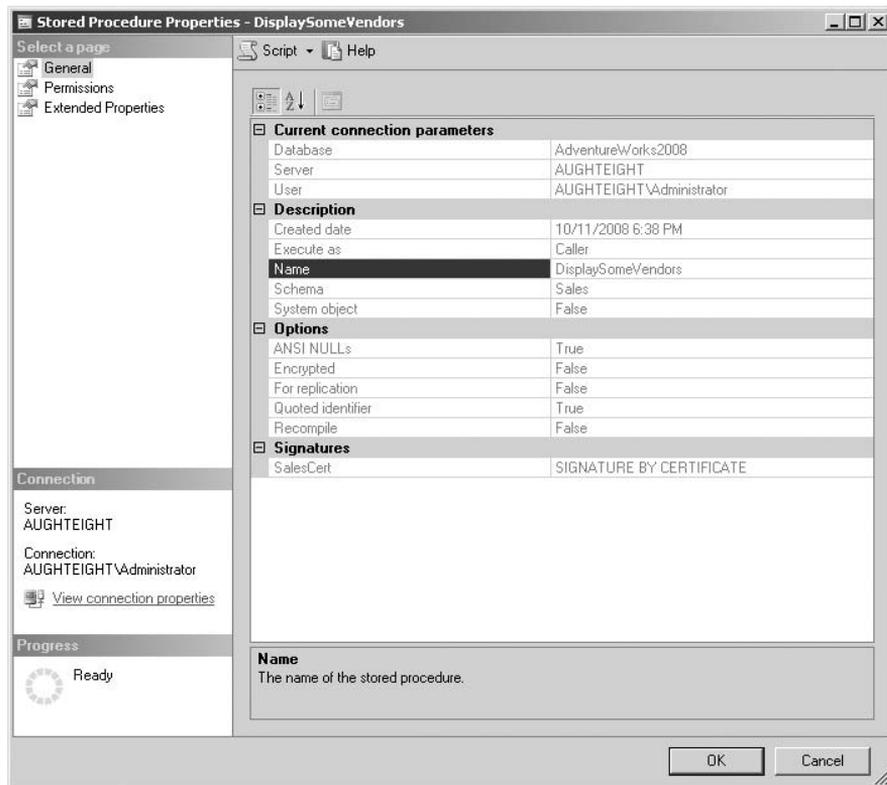 Stored Procedure Properties - DisplaySomeVendors
Select a page
General
Permissions
Extended Properties
Script Help
Current connection parameters
Database AdventureWorks2008
Server AUGHTEIGHT
User AUGHTEIGHT\Administrator
Description
Created date 10/11/2008 6:38 PM
Execute as Caller
Name DisplaySomeVendors
Schema Sales
System object False
Options
ANSI NULLs True
Encrypted False
For replication False
Quoted identifier True
Recompile False
Signatures
SalesCert SIGNATURE BY CERTIFICATE
Connection
Server:
AUGHTEIGHT
Connection:
AUGHTEIGHT\Administrator
View connection properties
Progress
Ready
Name
The name of the stored procedure.
OK Cancel